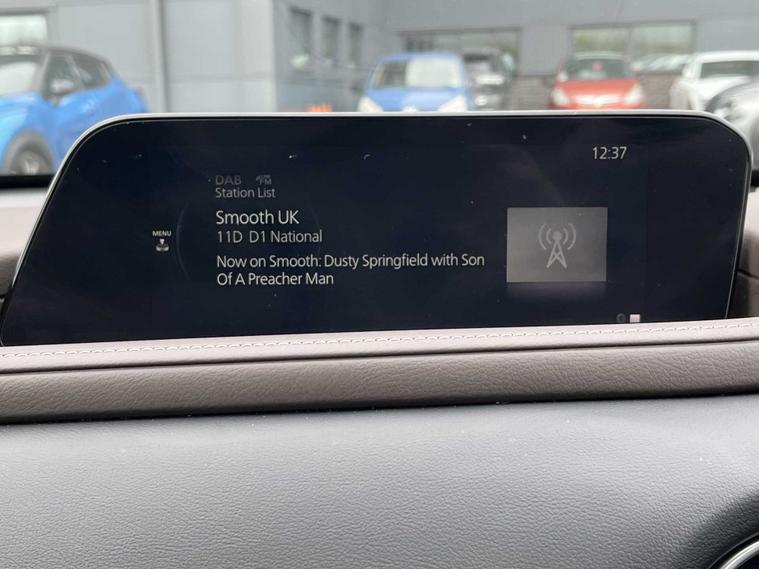 12:37
DAB FM
Station List
Smooth UK
MENU
11D D1 National
Now on Smooth: Dusty Springfield with Son
Of A Preacher Man